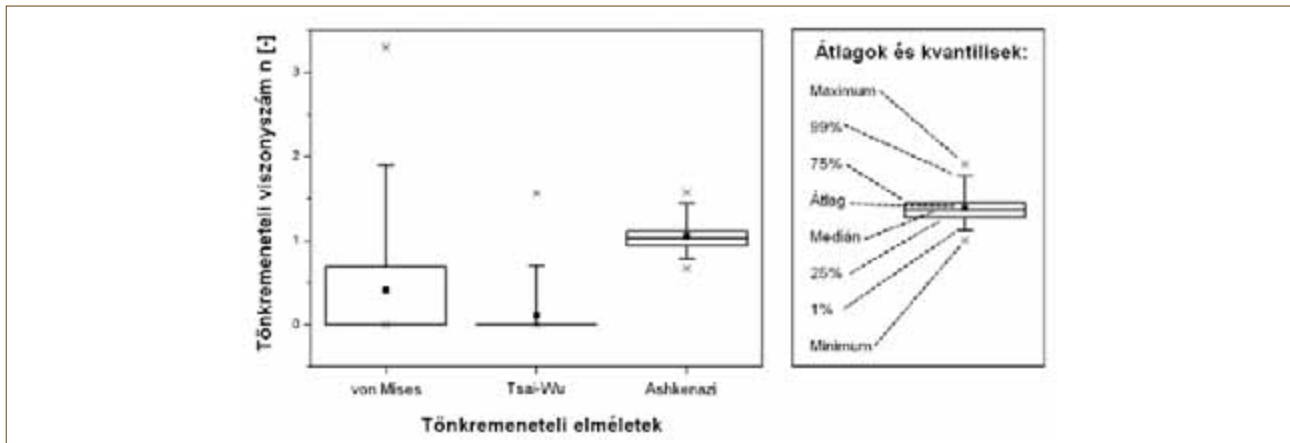 Tönkremeneteli viszonyszám n [-]
3
2
1
0
von Mises
Tsai-Wu
Ashkenazi
Tönkremeneteli elméletek
Átlagok és kvantilisek:
Maximum
99%
75%
Átlag
Medián
25%
1%
Minimum